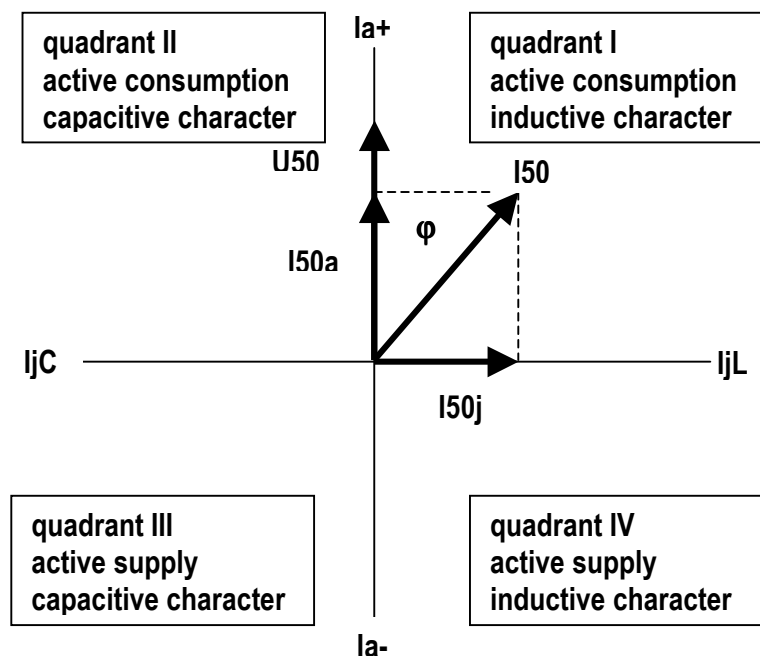 Ia+
quadrant II
active consumption
capacitive character
quadrant I
active consumption
inductive character
U50
I50
φ
I50a
IjC
IjL
I50j
quadrant III
active supply
capacitive character
quadrant IV
active supply
inductive character
Ia-